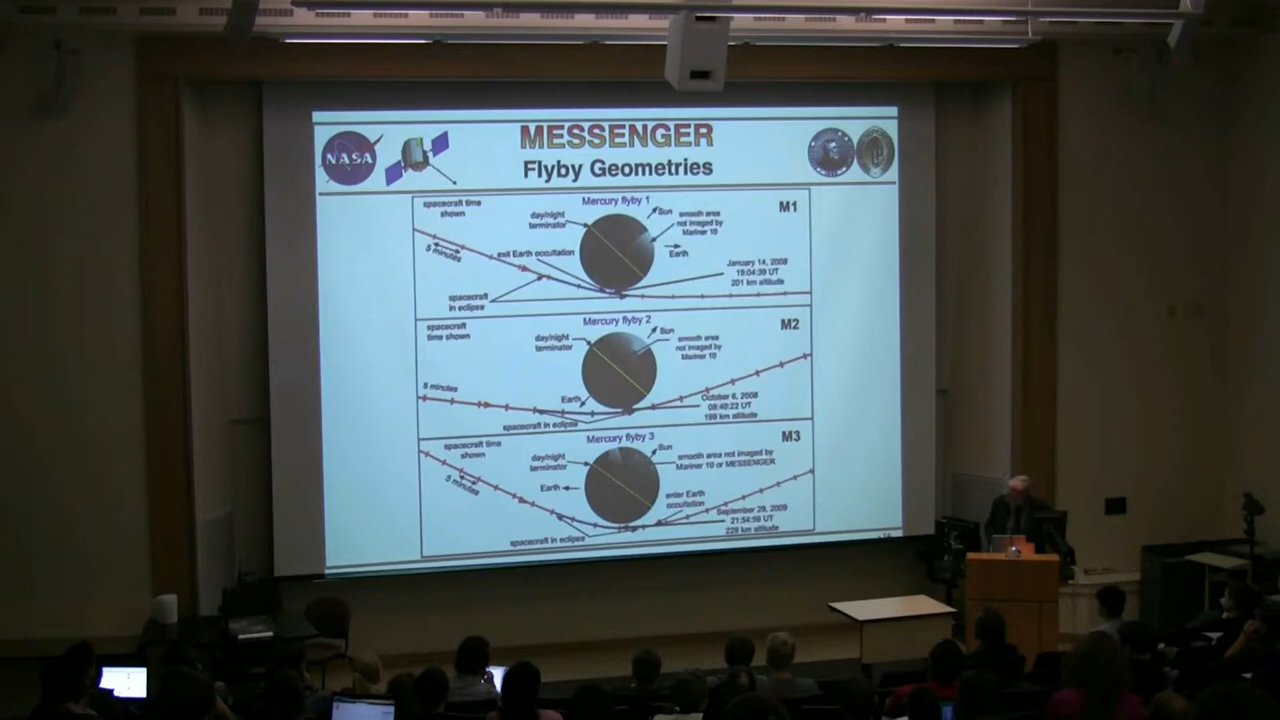 NASA
MESSENGER
Flyby Geometries
spacecraft time
shown
Mercury flyby 1
M1
day/night
terminator
Sun
smooth area
not imaged by
Mariner 10
5 minutes
exit Earth occultation
Earth
January 14, 2008
19:04:39 UT
201 km altitude
spacecraft
in eclipse
spacecraft
time shown
Mercury flyby 2
M2
day/night
terminator
Sun
smooth area
not imaged by
Mariner 10
5 minutes
Earth
October 6, 2008
08:40:22 UT
199 km altitude
spacecraft in eclipse
spacecraft time
shown
Mercury flyby 3
M3
day/night
terminator
Sun
smooth area not imaged by
Mariner 10 or MESSENGER
5 minutes
Earth
enter Earth
occultation
September 29, 2009
21:54:58 UT
228 km altitude
spacecraft in eclipse